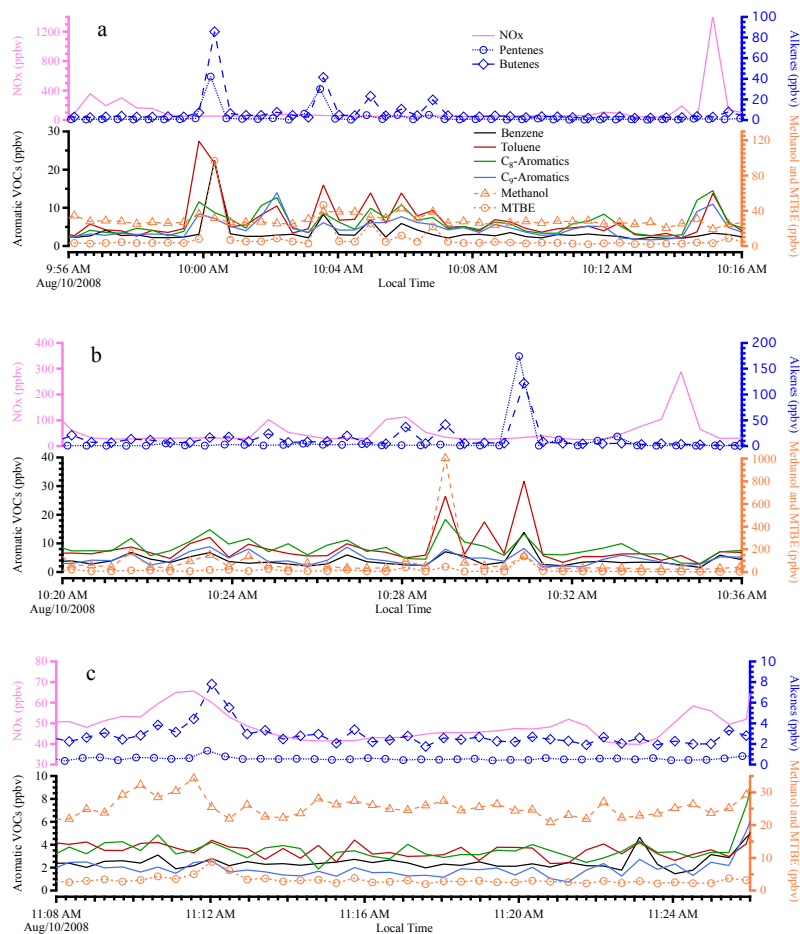 a
NOx (ppbv)
1200
800
400
0
NOx
Pentenes
Butenes
100
80
60
40
20
0
Alkenes (ppbv)
Aromatic VOCs (ppbv)
30
20
10
0
Benzene
Toluene
C8-Aromatics
C9-Aromatics
Methanol
MTBE
130
80
40
0
Methanol and MTBE (ppbv)
9:56 AM 10:00 AM 10:04 AM 10:08 AM 10:12 AM 10:16 AM
Aug/10/2008 Local Time
b
NOx (ppbv)
400
300
200
100
0
200
150
100
50
0
Alkenes (ppbv)
Aromatic VOCs (ppbv)
40
30
20
10
0
1000
800
600
400
200
0
Methanol and MTBE (ppbv)
10:20 AM 10:24 AM 10:28 AM 10:32 AM 10:36 AM
Aug/10/2008 Local Time
c
NOx (ppbv)
80
70
60
50
40
30
10
8
6
4
2
0
Alkenes (ppbv)
Aromatic VOCs (ppbv)
10
8
6
4
2
0
30
20
10
0
Methanol and MTBE (ppbv)
11:08 AM 11:12 AM 11:16 AM 11:20 AM 11:24 AM
Aug/10/2008 Local Time